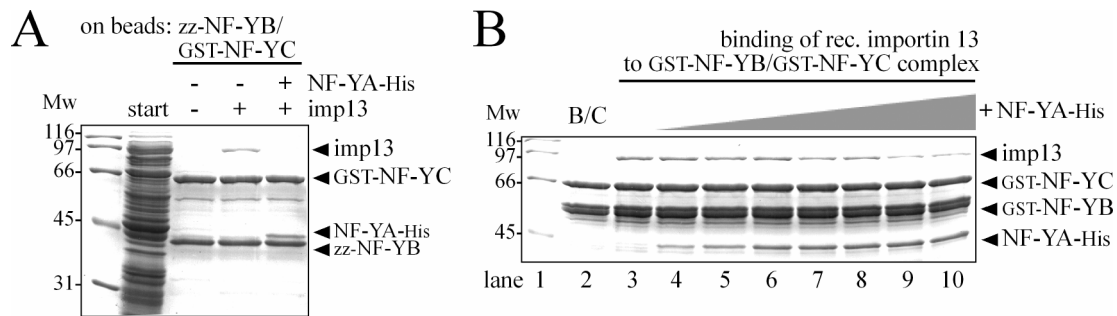 A
on beads: zz-NF-YB/
GST-NF-YC
- - + NF-YA-His
Mw start - + + imp13
116
97
66
45
31
imp13
GST-NF-YC
NF-YA-His
zz-NF-YB
B
binding of rec. importin 13
to GST-NF-YB/GST-NF-YC complex
Mw B/C + NF-YA-His
116
97
66
45
imp13
GST-NF-YC
GST-NF-YB
NF-YA-His
lane 1 2 3 4 5 6 7 8 9 10